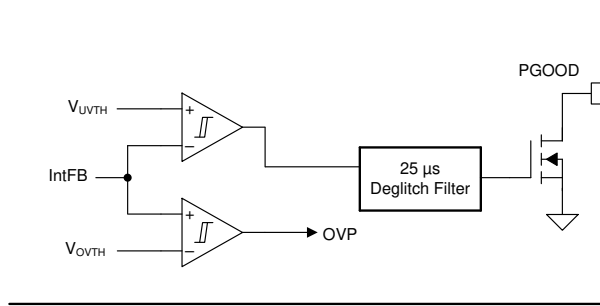 PGOOD
VUVTH
+
−
IntFB
25 µs
Deglitch Filter
+
−
VOVTH
OVP